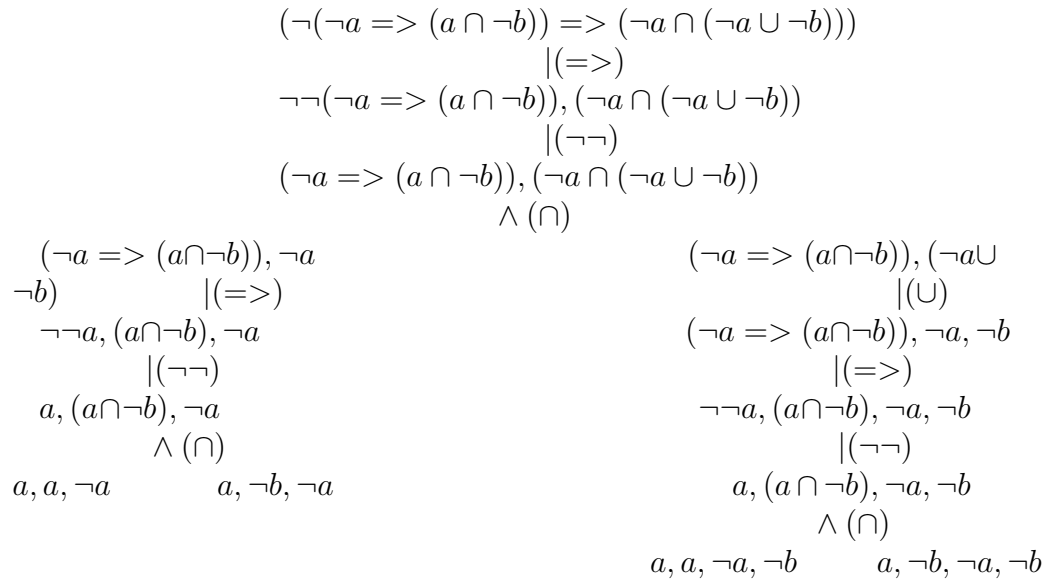 (¬(¬a => (a ∩ ¬b)) => (¬a ∩ (¬a ∪ ¬b)))
|(=>)
¬¬(¬a => (a ∩ ¬b)), (¬a ∩ (¬a ∪ ¬b))
|(¬¬)
(¬a => (a ∩ ¬b)), (¬a ∩ (¬a ∪ ¬b))
∧ (∩)
(¬a => (a∩¬b)), ¬a (¬a => (a∩¬b)), (¬a∪
¬b) |(=>) |(∪)
¬¬a, (a∩¬b), ¬a (¬a => (a∩¬b)), ¬a, ¬b
|(¬¬) |(=>)
a, (a∩¬b), ¬a ¬¬a, (a∩¬b), ¬a, ¬b
∧ (∩) |(¬¬)
a, a, ¬a a, ¬b, ¬a a, (a ∩ ¬b), ¬a, ¬b
∧ (∩)
a, a, ¬a, ¬b a, ¬b, ¬a, ¬b